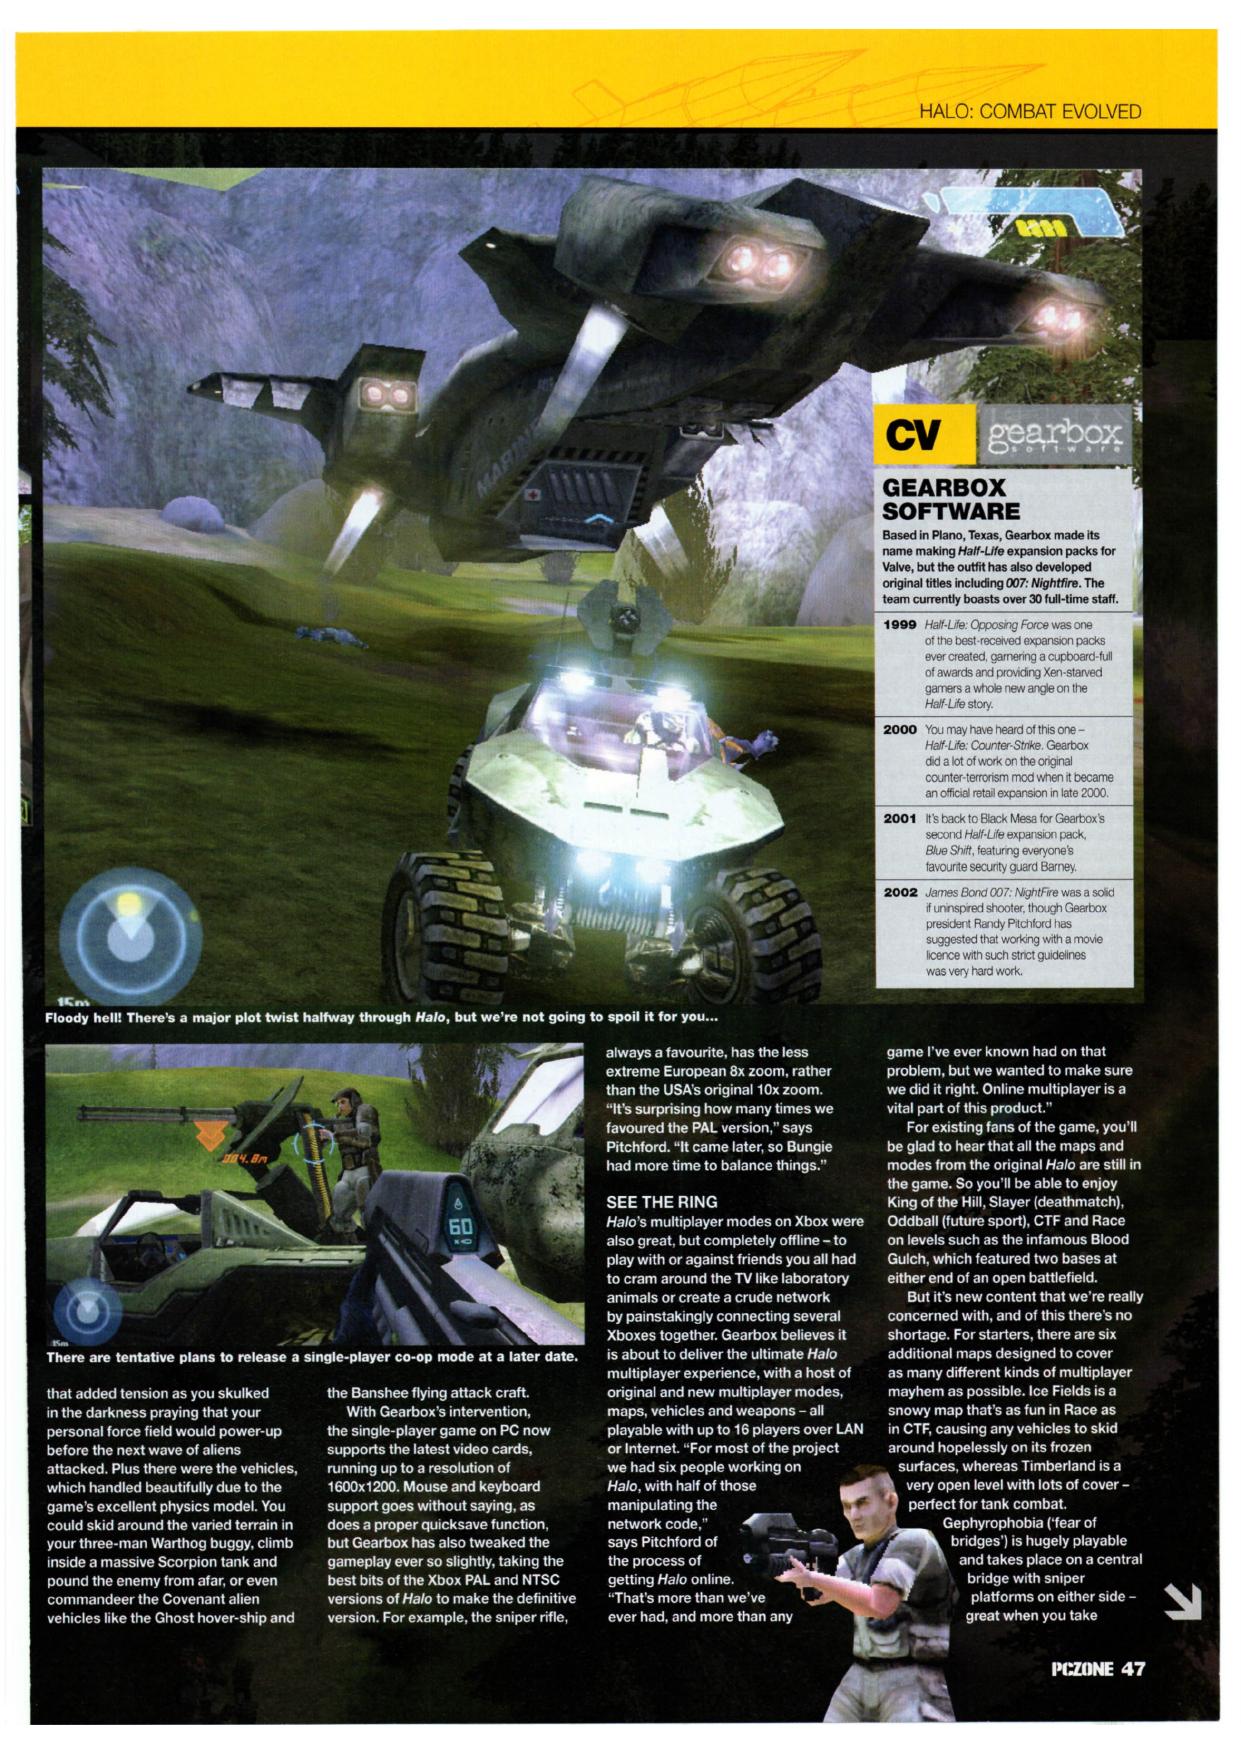 HALO: COMBAT EVOLVED
MARINES
CV
gearbox
software
GEARBOX
SOFTWARE
Based in Plano, Texas, Gearbox made its
name making Half-Life expansion packs for
Valve, but the outfit has also developed
original titles including 007: Nightfire. The
team currently boasts over 30 full-time staff.
1999 Half-Life: Opposing Force was one
of the best-received expansion packs
ever created, garnering a cupboard-full
of awards and providing Xen-starved
gamers a whole new angle on the
Half-Life story.
2000 You may have heard of this one –
Half-Life: Counter-Strike. Gearbox
did a lot of work on the original
counter-terrorism mod when it became
an official retail expansion in late 2000.
2001 It's back to Black Mesa for Gearbox's
second Half-Life expansion pack,
Blue Shift, featuring everyone's
favourite security guard Barney.
2002 James Bond 007: NightFire was a solid
if uninspired shooter, though Gearbox
president Randy Pitchford has
suggested that working with a movie
licence with such strict guidelines
was very hard work.
15m
Floody hell! There's a major plot twist halfway through Halo, but we're not going to spoil it for you...
004.8m
60
15m
There are tentative plans to release a single-player co-op mode at a later date.
that added tension as you skulked
in the darkness praying that your
personal force field would power-up
before the next wave of aliens
attacked. Plus there were the vehicles,
which handled beautifully due to the
game's excellent physics model. You
could skid around the varied terrain in
your three-man Warthog buggy, climb
inside a massive Scorpion tank and
pound the enemy from afar, or even
commandeer the Covenant alien
vehicles like the Ghost hover-ship and
the Banshee flying attack craft.
With Gearbox's intervention,
the single-player game on PC now
supports the latest video cards,
running up to a resolution of
1600x1200. Mouse and keyboard
support goes without saying, as
does a proper quicksave function,
but Gearbox has also tweaked the
gameplay ever so slightly, taking the
best bits of the Xbox PAL and NTSC
versions of Halo to make the definitive
version. For example, the sniper rifle,
always a favourite, has the less
extreme European 8x zoom, rather
than the USA's original 10x zoom.
“It's surprising how many times we
favoured the PAL version,” says
Pitchford. “It came later, so Bungie
had more time to balance things.”
SEE THE RING
Halo's multiplayer modes on Xbox were
also great, but completely offline – to
play with or against friends you all had
to cram around the TV like laboratory
animals or create a crude network
by painstakingly connecting several
Xboxes together. Gearbox believes it
is about to deliver the ultimate Halo
multiplayer experience, with a host of
original and new multiplayer modes,
maps, vehicles and weapons – all
playable with up to 16 players over LAN
or Internet. “For most of the project
we had six people working on
Halo, with half of those
manipulating the
network code,”
says Pitchford of
the process of
getting Halo online.
“That's more than we've
ever had, and more than any
game I've ever known had on that
problem, but we wanted to make sure
we did it right. Online multiplayer is a
vital part of this product.”
For existing fans of the game, you'll
be glad to hear that all the maps and
modes from the original Halo are still in
the game. So you'll be able to enjoy
King of the Hill, Slayer (deathmatch),
Oddball (future sport), CTF and Race
on levels such as the infamous Blood
Gulch, which featured two bases at
either end of an open battlefield.
But it's new content that we're really
concerned with, and of this there's no
shortage. For starters, there are six
additional maps designed to cover
as many different kinds of multiplayer
mayhem as possible. Ice Fields is a
snowy map that's as fun in Race as
in CTF, causing any vehicles to skid
around hopelessly on its frozen
surfaces, whereas Timberland is a
very open level with lots of cover –
perfect for tank combat.
Gephyrophobia (‘fear of
bridges’) is hugely playable
and takes place on a central
bridge with sniper
platforms on either side –
great when you take
PCZONE 47